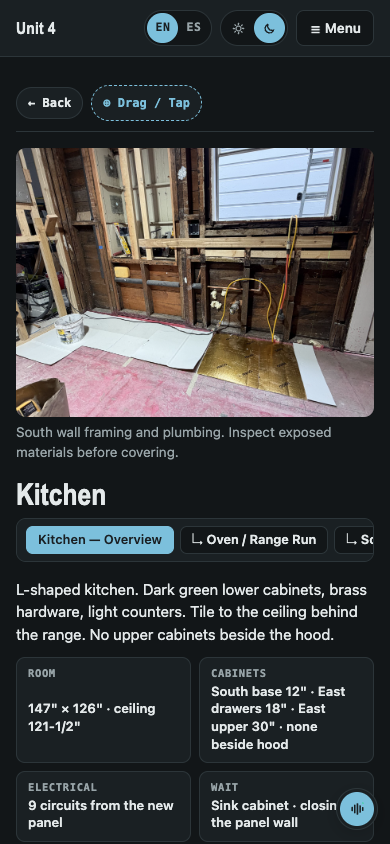 Unit 4
EN ES
≡ Menu
← Back
⊕ Drag / Tap
South wall framing and plumbing. Inspect exposed
materials before covering.
Kitchen
Kitchen — Overview
Oven / Range Run
L-shaped kitchen. Dark green lower cabinets, brass
hardware, light counters. Tile to the ceiling behind
the range. No upper cabinets beside the hood.
ROOM
147" × 126" · ceiling
121-1/2"
CABINETS
South base 12" · East
drawers 18" · East
upper 30" · none
beside hood
ELECTRICAL
9 circuits from the new
panel
WAIT
Sink cabinet ·
the panel wall